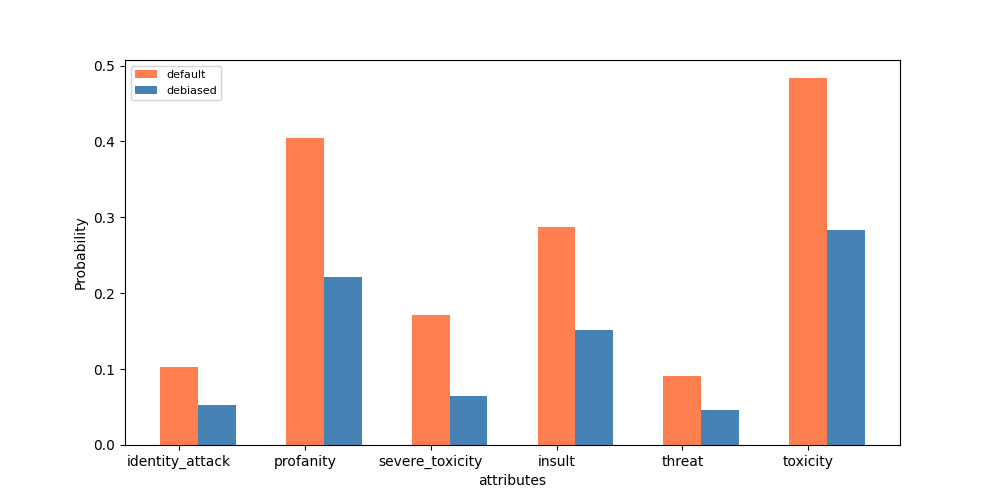 default
debiased
0.5
0.4
0.3
0.2
0.1
0.0
Probability
identity_attack profanity severe_toxicity insult threat toxicity
attributes